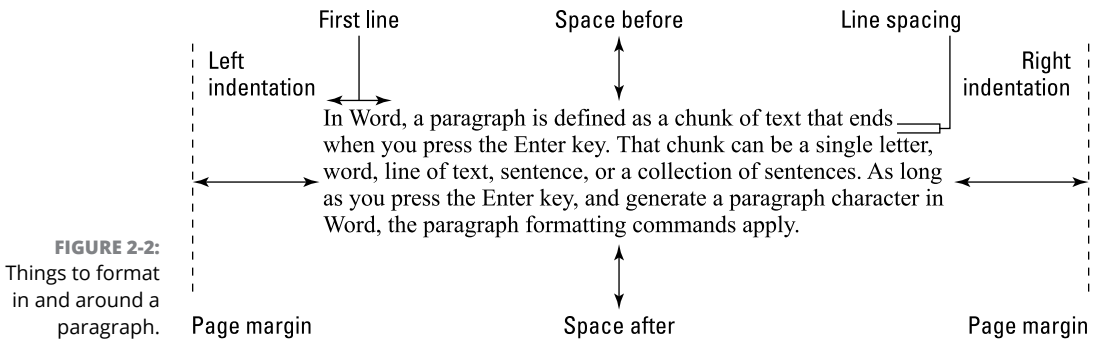 First line
Space before
Line spacing
Left
indentation
Right
indentation
In Word, a paragraph is defined as a chunk of text that ends
when you press the Enter key. That chunk can be a single letter,
word, line of text, sentence, or a collection of sentences. As long
as you press the Enter key, and generate a paragraph character in
Word, the paragraph formatting commands apply.
FIGURE 2-2:
Things to format
in and around a
paragraph.
Page margin
Space after
Page margin